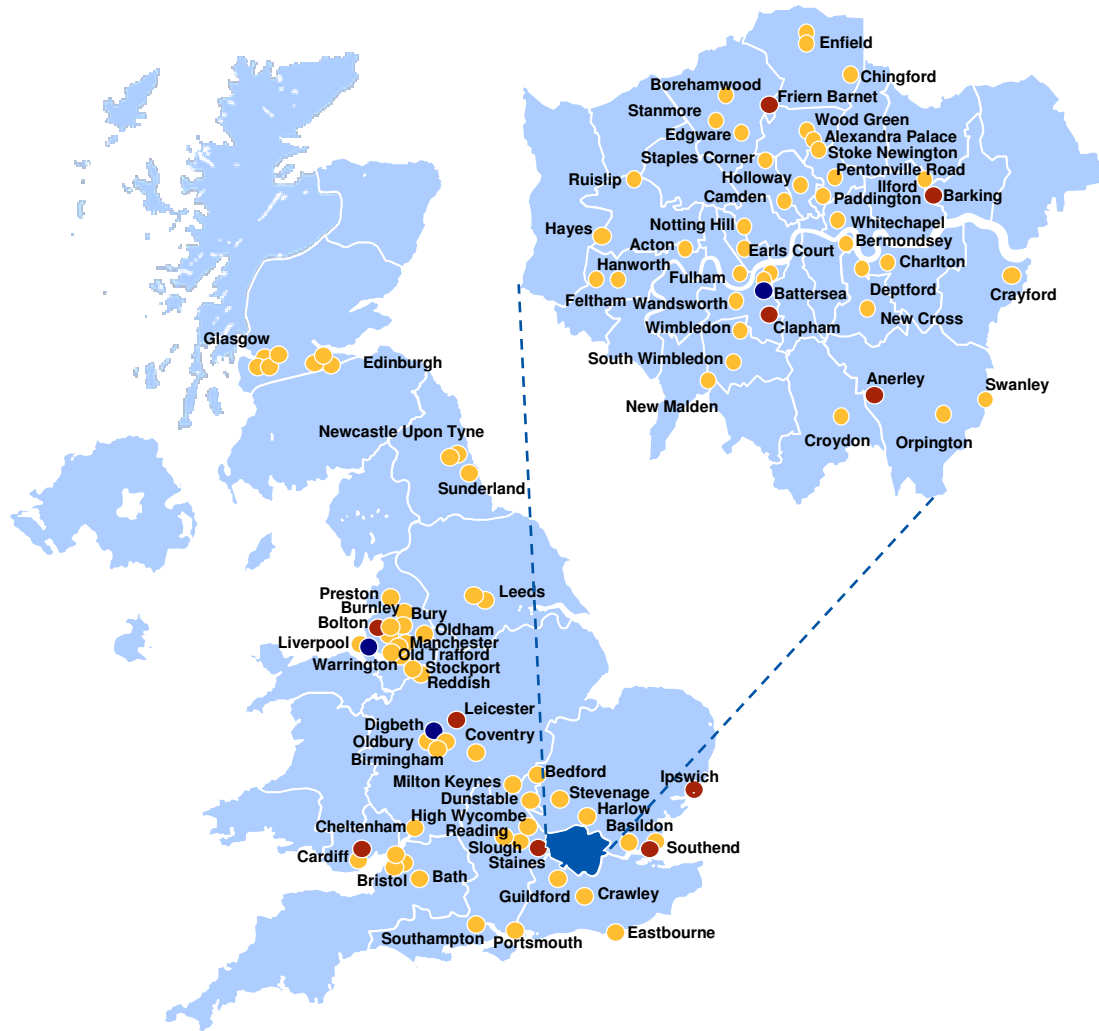 Enfield
Chingford
Borehamwood
Friern Barnet
Stanmore
Wood Green
Edgware
Alexandra Palace
Stoke Newington
Staples Corner
Pentonville Road
Ruislip
Holloway
Ilford
Camden
Paddington
Barking
Notting Hill
Whitechapel
Hayes
Acton
Earls Court
Bermondsey
Hanworth
Fulham
Charlton
Feltham
Wandsworth
Battersea
Deptford
Crayford
Wimbledon
Clapham
New Cross
South Wimbledon
New Malden
Anerley
Swanley
Croydon
Orpington
Glasgow
Edinburgh
Newcastle Upon Tyne
Sunderland
Preston
Leeds
Burnley
Bury
Bolton
Oldham
Liverpool
Manchester
Old Trafford
Warrington
Stockport
Reddish
Leicester
Digbeth
Oldbury
Coventry
Birmingham
Bedford
Ipswich
Milton Keynes
Stevenage
Dunstable
Harlow
High Wycombe
Cheltenham
Reading
Basildon
Slough
Southend
Cardiff
Staines
Bristol
Bath
Guildford
Crawley
Southampton
Portsmouth
Eastbourne